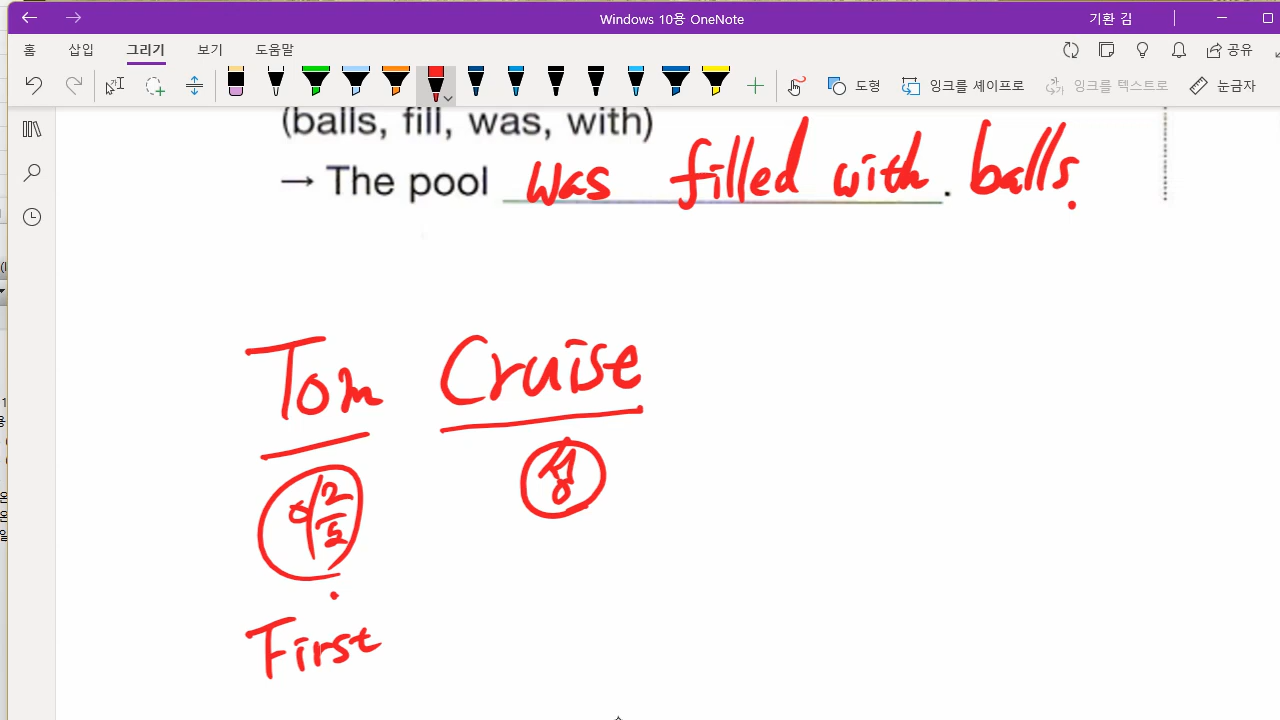 Windows 10용 OneNote 기환 김
홈 삽입 그리기 보기 도움말 공유
도형 잉크를 셰이프로 잉크를 텍스트로 눈금자
(balls, fill, was, with)
→ The pool was filled with . balls.
Tom Cruise
성
First